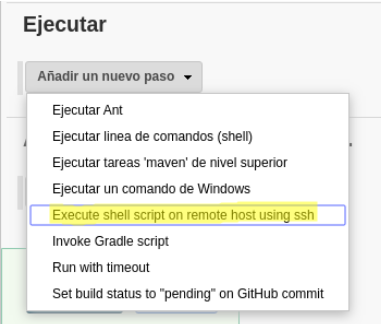 Ejecutar
Añadir un nuevo paso
Ejecutar Ant
Ejecutar linea de comandos (shell)
Ejecutar tareas 'maven' de nivel superior
Ejecutar un comando de Windows
Execute shell script on remote host using ssh
Invoke Gradle script
Run with timeout
Set build status to "pending" on GitHub commit